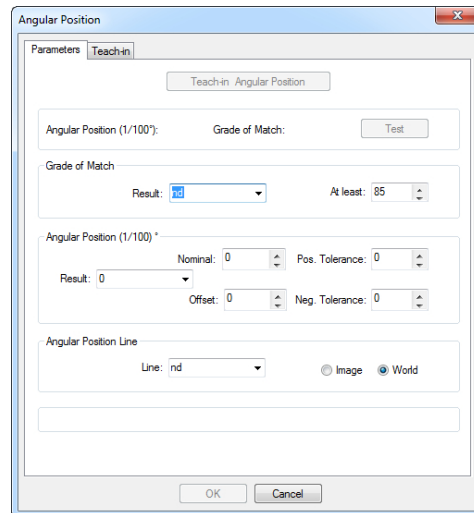 Angular Position
Parameters Teach-in
Teach-in Angular Position
Angular Position (1/100°): Grade of Match: Test
Grade of Match
Result: nd At least: 85
Angular Position (1/100) °
Nominal: 0 Pos. Tolerance: 0
Result: 0
Offset: 0 Neg. Tolerance: 0
Angular Position Line
Line: nd Image World
OK Cancel